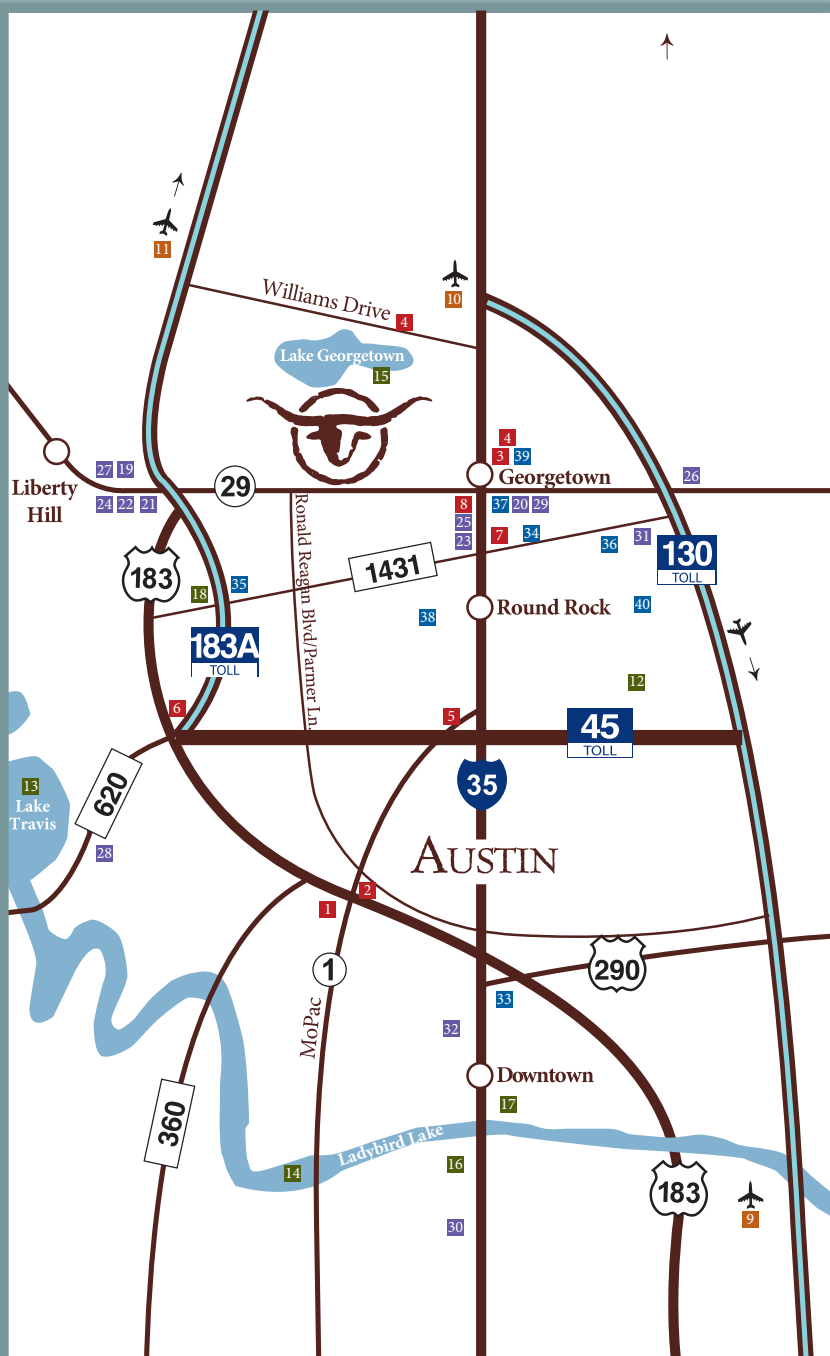 11
10
Williams Drive
4
Lake Georgetown
15
4
3 39
Georgetown
27 19
26
Liberty
Hill
24 22 21
29
8
37 20 29
25
23
7
34
36
31
130
TOLL
Ronald Reagan Blvd/Parmer Ln.
1431
183
18
35
38
Round Rock
40
183A
TOLL
12
6
5
45
TOLL
35
13
Lake
Travis
620
28
AUSTIN
2
1
1
MoPac
290
33
32
Downtown
17
360
Ladybird Lake
14
16
183
9
30